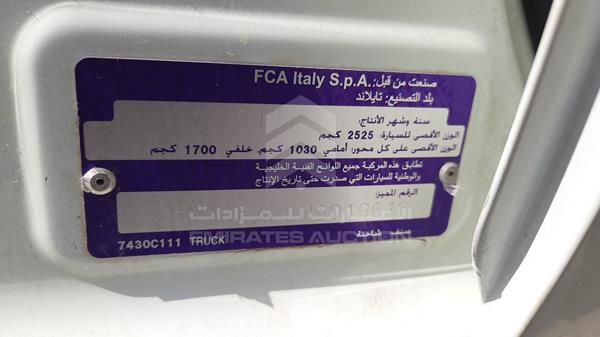 صنعت من قبل: FCA Italy S.p.A.
بلد التصنيع: تايلاند
سنة وشهر الأنتاج:
الوزن الأقصى للسيارة: 2525 كجم
الوزن الأقصى على كل محور: أمامي 1030 كجم، خلفي 1700 كجم
تطابق هذه المركبة جميع اللوائح الفنية الخليجية
والوطنية للسيارات التي صدرت حتى تاريخ الإنتاج
الرقم المميز:
الإمارات للمزادات
EMIRATES AUCTION
7430C111 TRUCK صنف: شاحنة